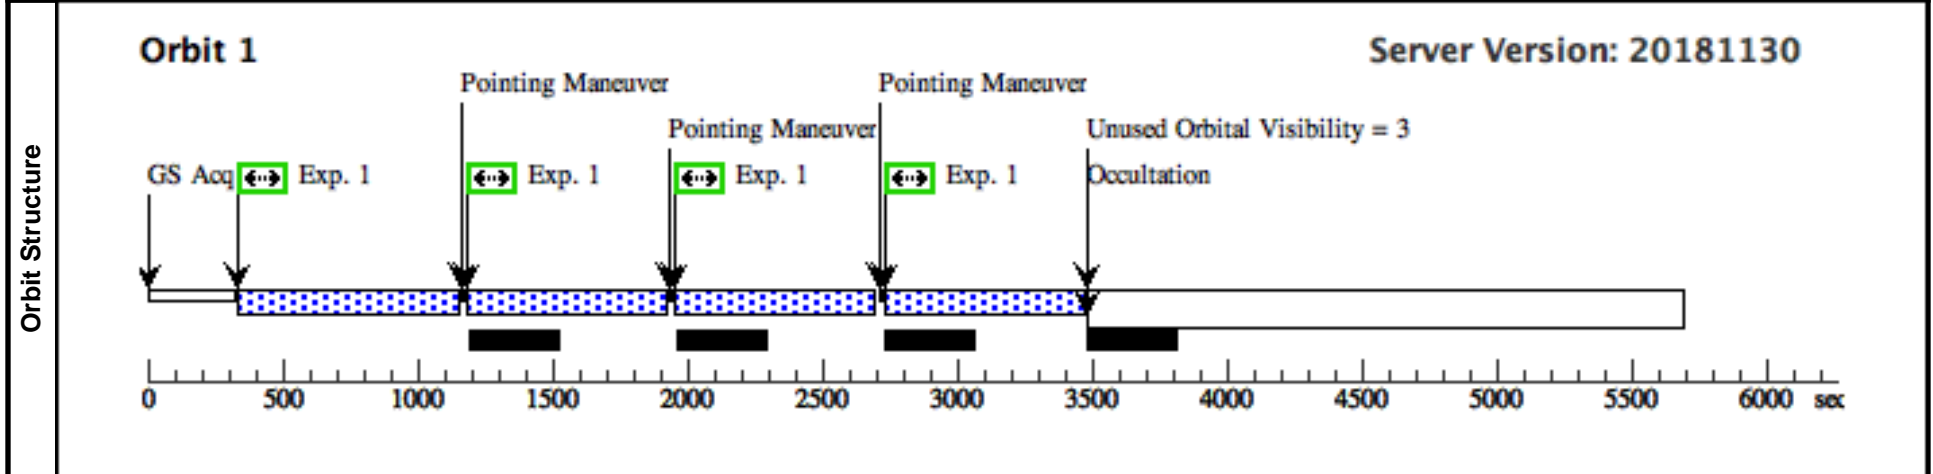 Orbit Structure
Orbit 1
Server Version: 20181130
Pointing Maneuver
Pointing Maneuver
Pointing Maneuver
Unused Orbital Visibility = 3
GS Acq
Exp. 1
Exp. 1
Exp. 1
Exp. 1
Occultation
0 500 1000 1500 2000 2500 3000 3500 4000 4500 5000 5500 6000 sec